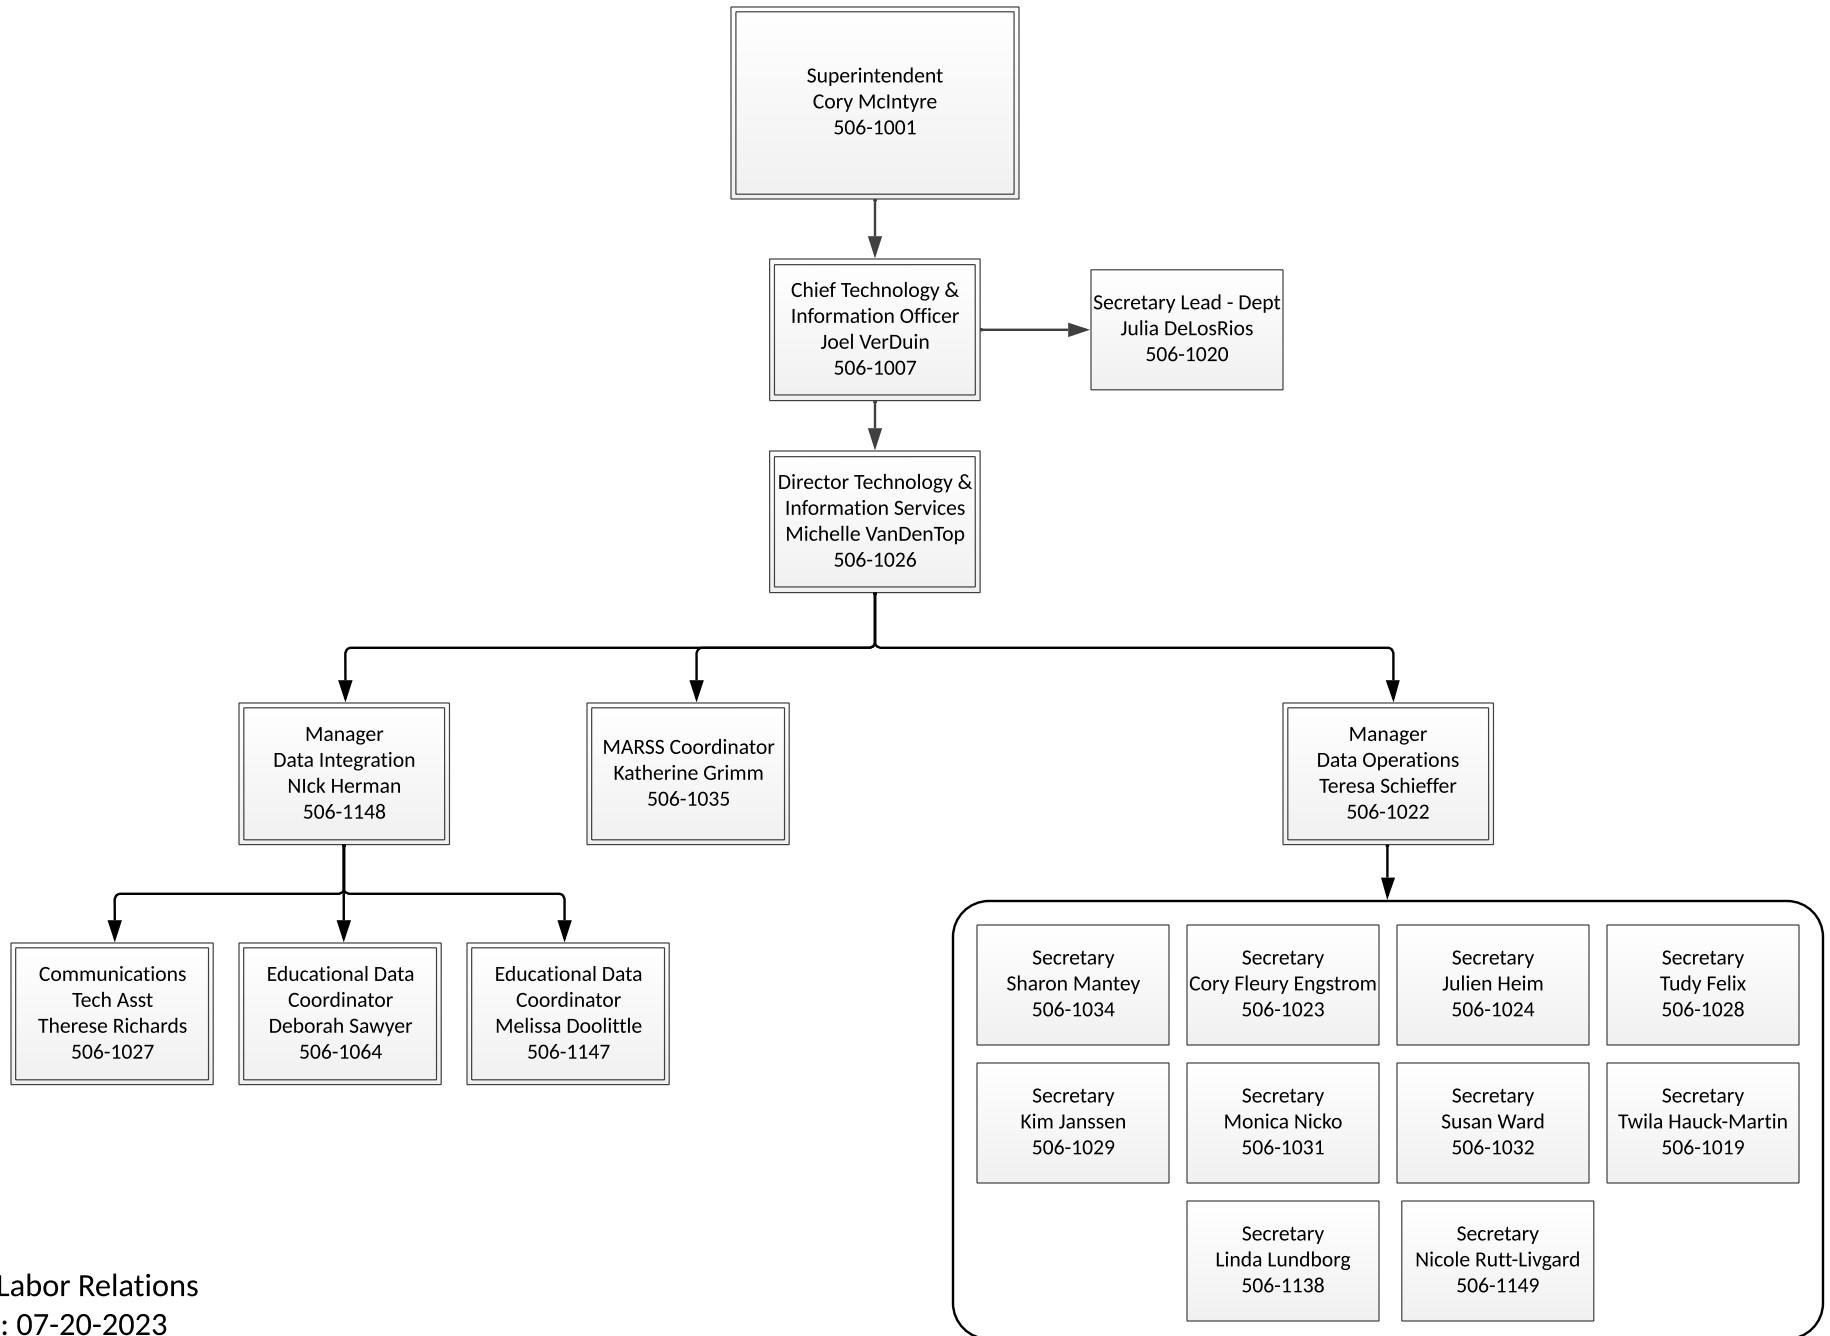 Superintendent
Cory McIntyre
506-1001
Chief Technology &
Information Officer
Joel VerDuin
506-1007
Secretary Lead - Dept
Julia DeLosRios
506-1020
Director Technology &
Information Services
Michelle VanDenTop
506-1026
Manager
Data Integration
NIck Herman
506-1148
MARSS Coordinator
Katherine Grimm
506-1035
Manager
Data Operations
Teresa Schieffer
506-1022
Communications
Tech Asst
Therese Richards
506-1027
Educational Data
Coordinator
Deborah Sawyer
506-1064
Educational Data
Coordinator
Melissa Doolittle
506-1147
Secretary
Sharon Mantey
506-1034
Secretary
Cory Fleury Engstrom
506-1023
Secretary
Julien Heim
506-1024
Secretary
Tudy Felix
506-1028
Secretary
Kim Janssen
506-1029
Secretary
Monica Nicko
506-1031
Secretary
Susan Ward
506-1032
Secretary
Twila Hauck-Martin
506-1019
Secretary
Linda Lundborg
506-1138
Secretary
Nicole Rutt-Livgard
506-1149
Labor Relations
: 07-20-2023